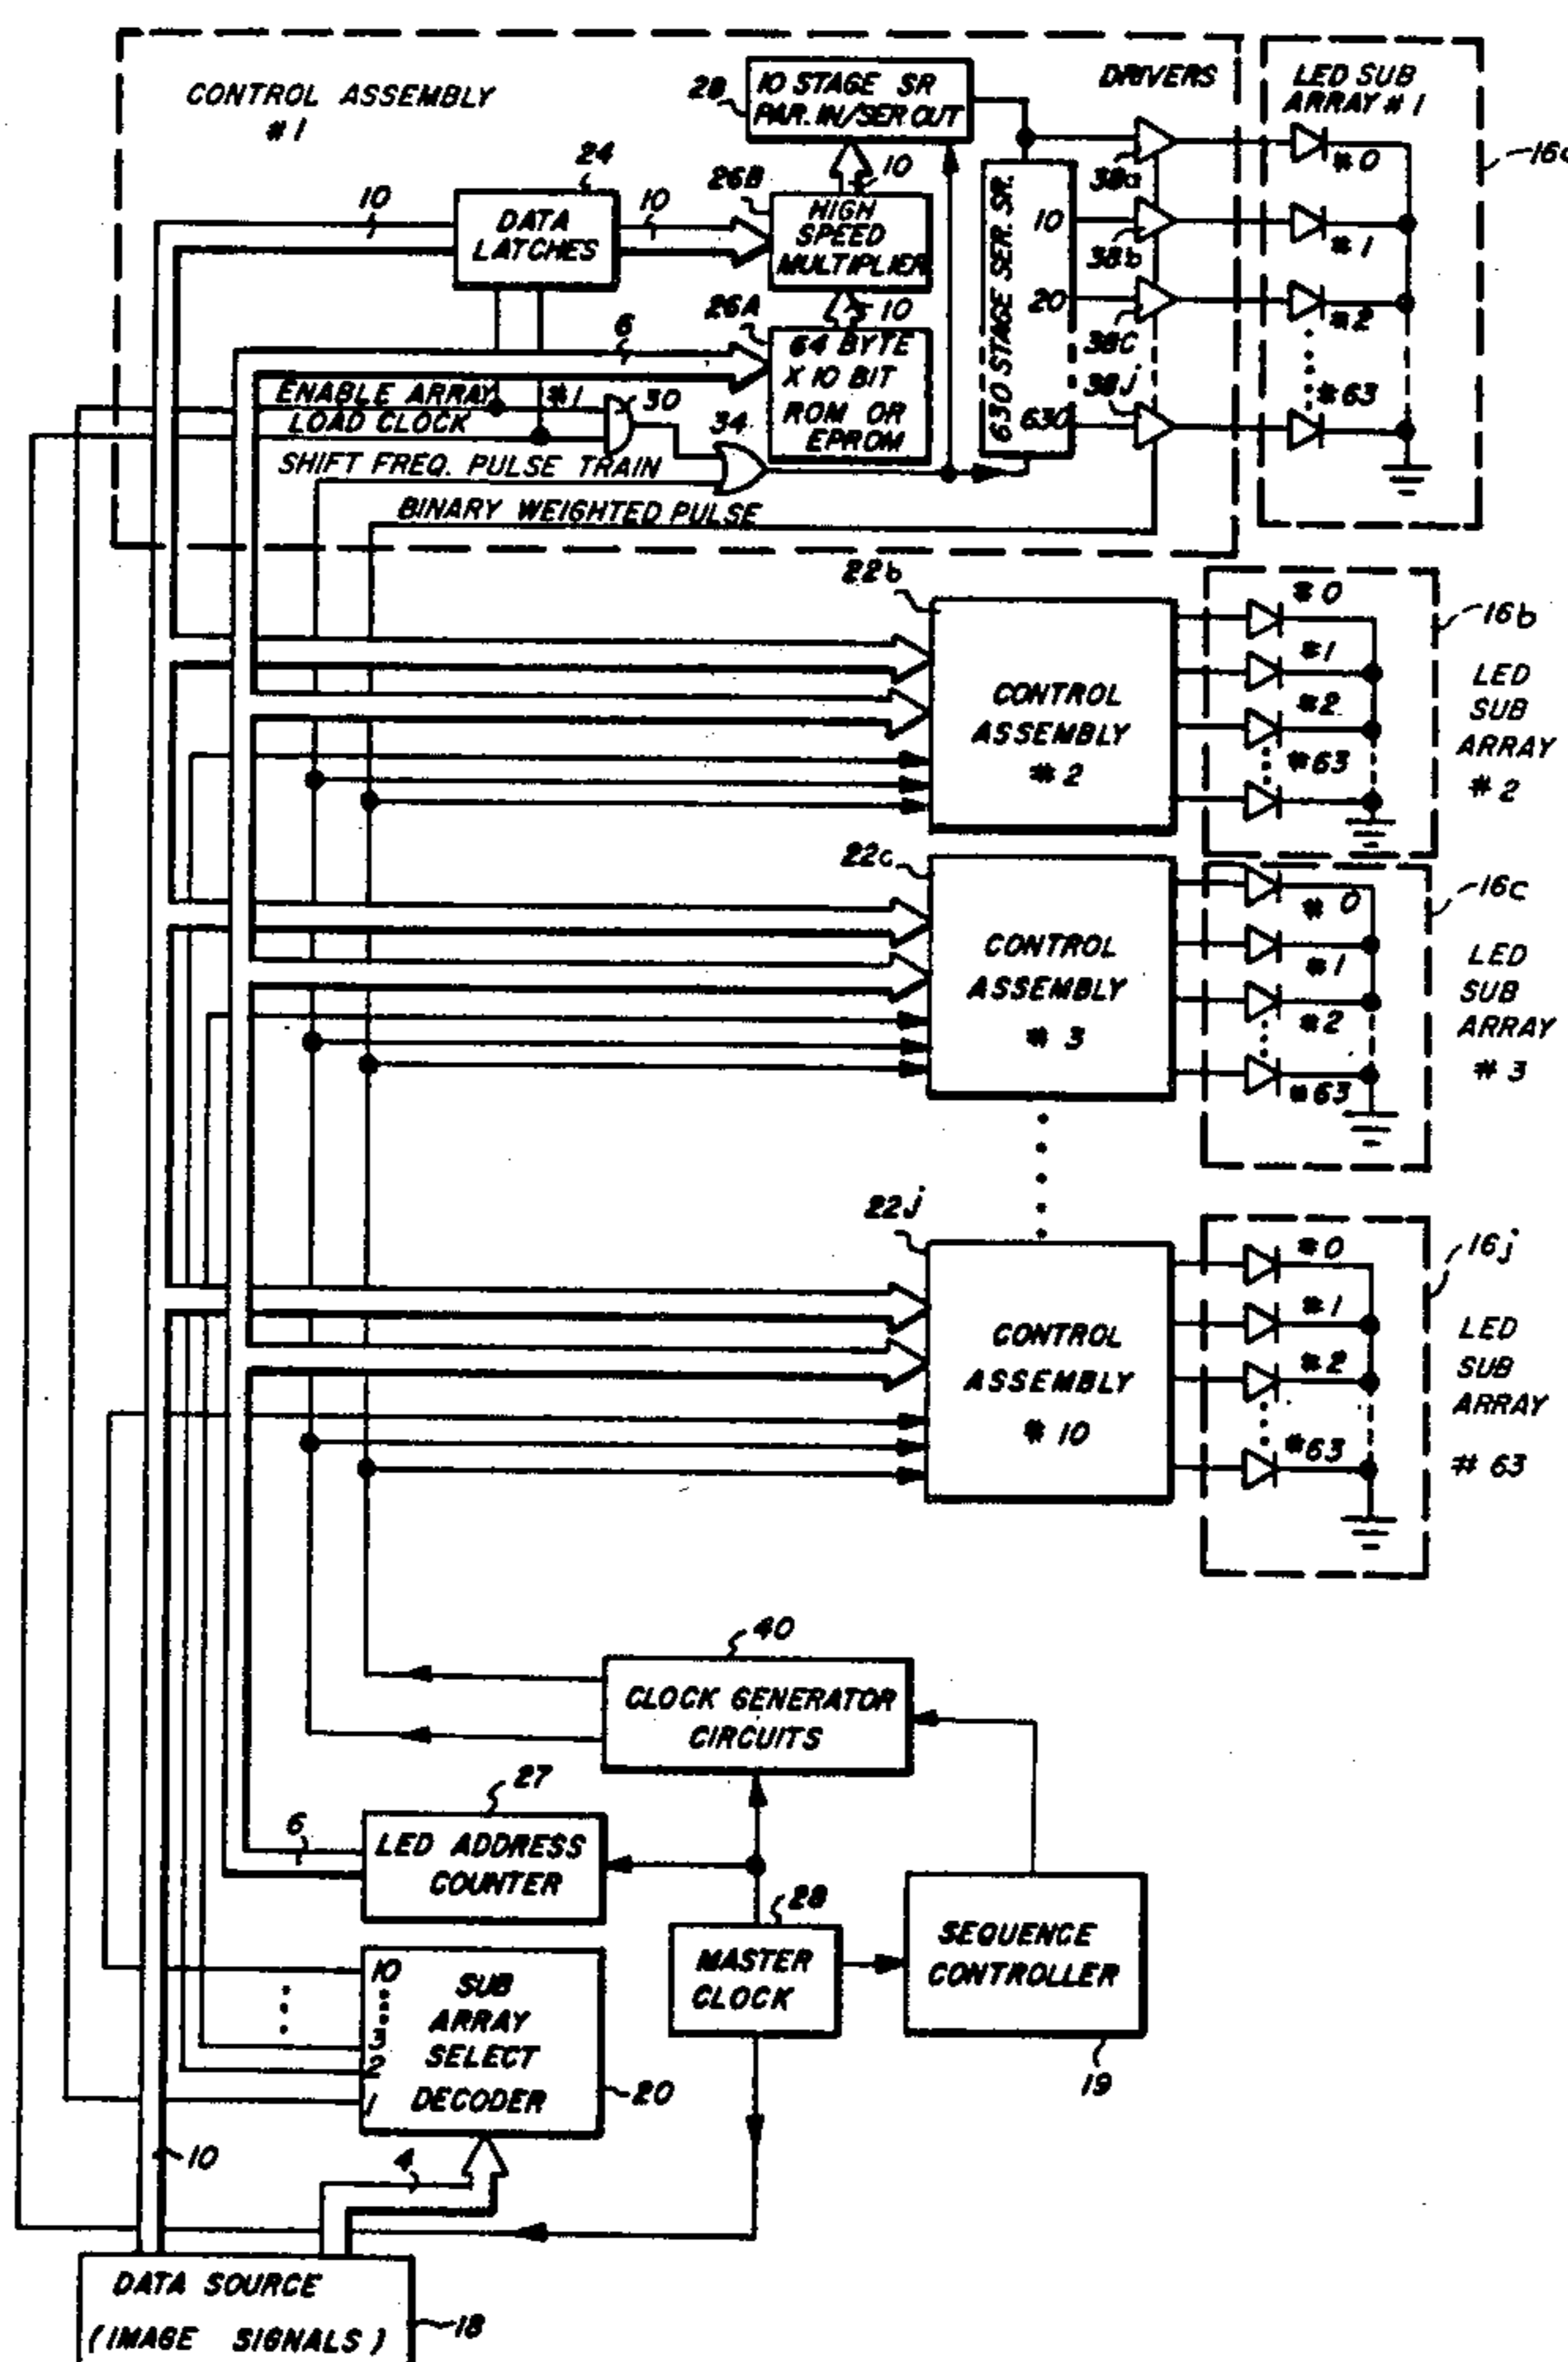 CONTROL ASSEMBLY
#1
28
10 STAGE SR
PAR. IN/SER OUT
DRIVERS
LED SUB
ARRAY #1
16a
24
DATA
LATCHES
10
10
26B
10
HIGH
SPEED
MULTIPLIER
26A
10
64 BYTE
X 10 BIT
ROM OR
EPROM
6
630 STAGE SER. SR.
10
20
630
38a
38b
38c
38j
#0
#1
#2
#63
ENABLE ARRAY #1
LOAD CLOCK
30
34
SHIFT FREQ. PULSE TRAIN
BINARY WEIGHTED PULSE
22b
CONTROL
ASSEMBLY
#2
#0
#1
#2
#63
16b
LED
SUB
ARRAY
#2
22c
CONTROL
ASSEMBLY
#3
#0
#1
#2
#63
16c
LED
SUB
ARRAY
#3
22j
CONTROL
ASSEMBLY
#10
#0
#1
#2
#63
16j
LED
SUB
ARRAY
#63
40
CLOCK GENERATOR
CIRCUITS
27
LED ADDRESS
COUNTER
6
28
MASTER
CLOCK
SEQUENCE
CONTROLLER
19
10
3
2
1
SUB
ARRAY
SELECT
DECODER
20
10
4
DATA SOURCE
(IMAGE SIGNALS)
18